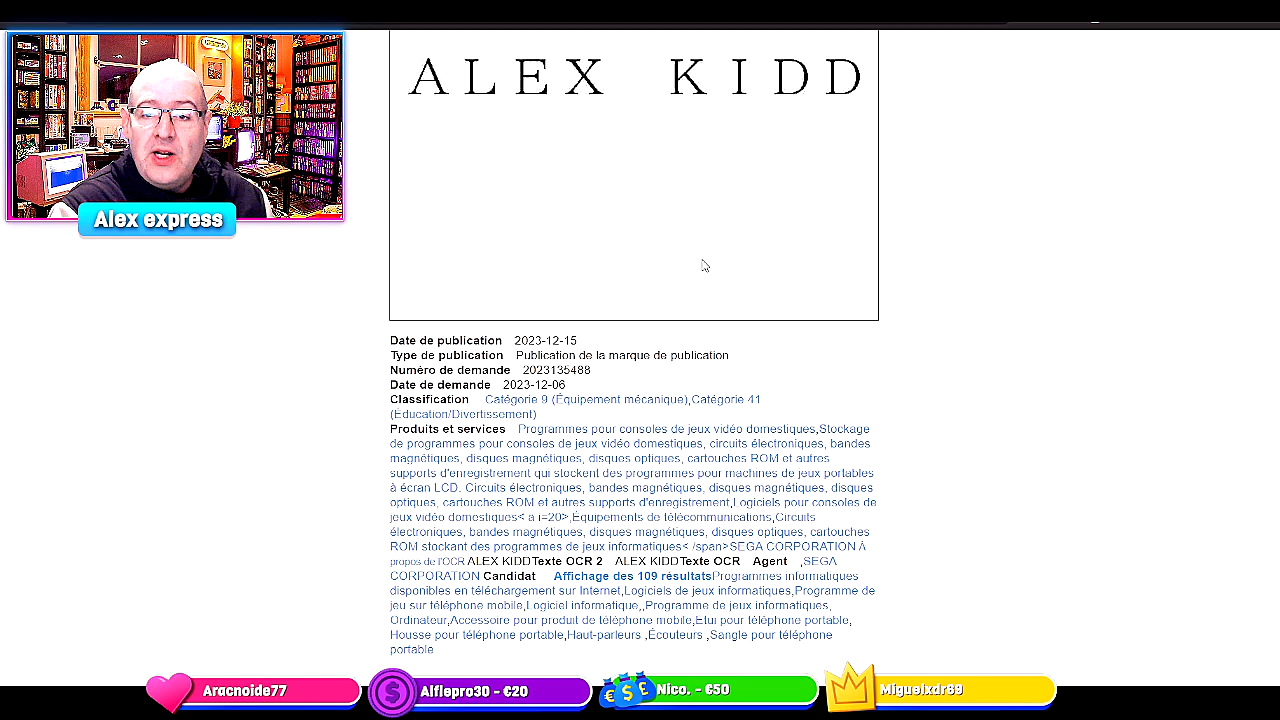 ALEX KIDD
Alex express
Date de publication 2023-12-15
Type de publication Publication de la marque de publication
Numéro de demande 2023135488
Date de demande 2023-12-06
Classification Catégorie 9 (Équipement mécanique),Catégorie 41
(Éducation/Divertissement)
Produits et services Programmes pour consoles de jeux vidéo domestiques,Stockage
de programmes pour consoles de jeux vidéo domestiques, circuits électroniques, bandes
magnétiques, disques magnétiques, disques optiques, cartouches ROM et autres
supports d'enregistrement qui stockent des programmes pour machines de jeux portables
à écran LCD. Circuits électroniques, bandes magnétiques, disques magnétiques, disques
optiques, cartouches ROM et autres supports d'enregistrement,Logiciels pour consoles de
jeux vidéo domestiques< a i=20>,Équipements de télécommunications,Circuits
électroniques, bandes magnétiques, disques magnétiques, disques optiques, cartouches
ROM stockant des programmes de jeux informatiques< /span>SEGA CORPORATION À
propos de l'OCR ALEX KIDDTexte OCR 2 ALEX KIDDTexte OCR Agent ,SEGA
CORPORATION Candidat Affichage des 109 résultatsProgrammes informatiques
disponibles en téléchargement sur Internet,Logiciels de jeux informatiques,Programme de
jeu sur téléphone mobile,Logiciel informatique,,Programme de jeux informatiques,
Ordinateur,Accessoire pour produit de téléphone mobile,Etui pour téléphone portable,
Housse pour téléphone portable,Haut-parleurs ,Écouteurs ,Sangle pour téléphone
portable
Aracnoide77
Alfiepro30 - €20
Nico. - €50
Migueixdr89